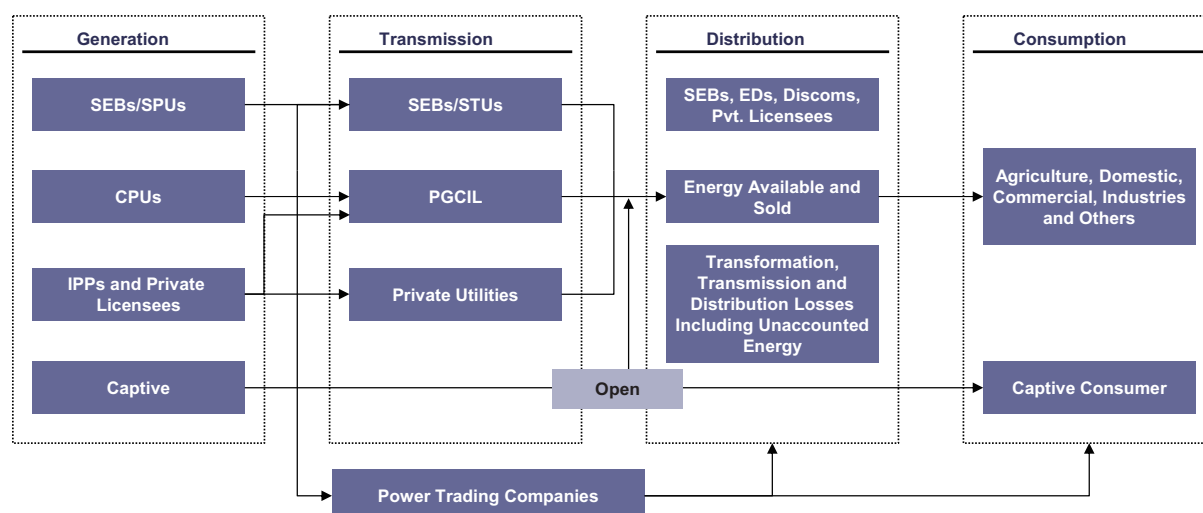 Generation
SEBs/SPUs
CPUs
IPPs and Private
Licensees
Captive
Transmission
SEBs/STUs
PGCIL
Private Utilities
Open
Power Trading Companies
Distribution
SEBs, EDs, Discoms,
Pvt. Licensees
Energy Available and
Sold
Transformation,
Transmission and
Distribution Losses
Including Unaccounted
Energy
Consumption
Agriculture, Domestic,
Commercial, Industries
and Others
Captive Consumer